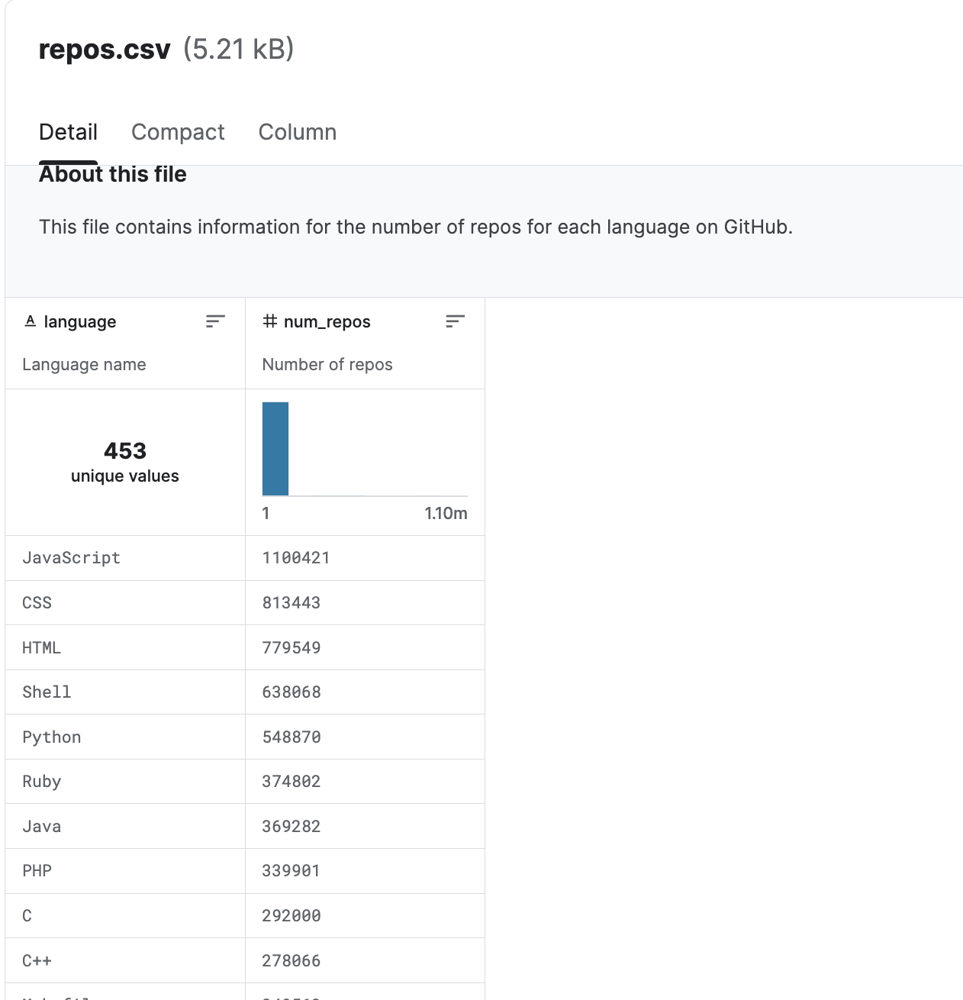 repos.csv (5.21 kB)
Detail Compact Column
About this file
This file contains information for the number of repos for each language on GitHub.
A language # num_repos
Language name Number of repos
453
unique values
1 1.10m
JavaScript 1100421
CSS 813443
HTML 779549
Shell 638068
Python 548870
Ruby 374802
Java 369282
PHP 339901
C 292000
C++ 278066